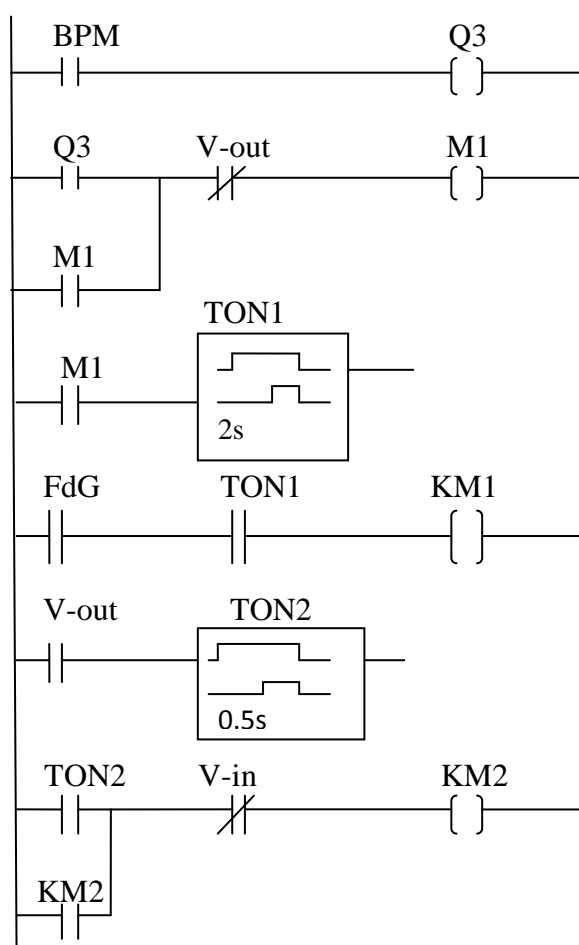 BPM Q3
Q3 V-out M1
M1
TON1
M1
2s
FdG TON1 KM1
V-out TON2
0.5s
TON2 V-in KM2
KM2